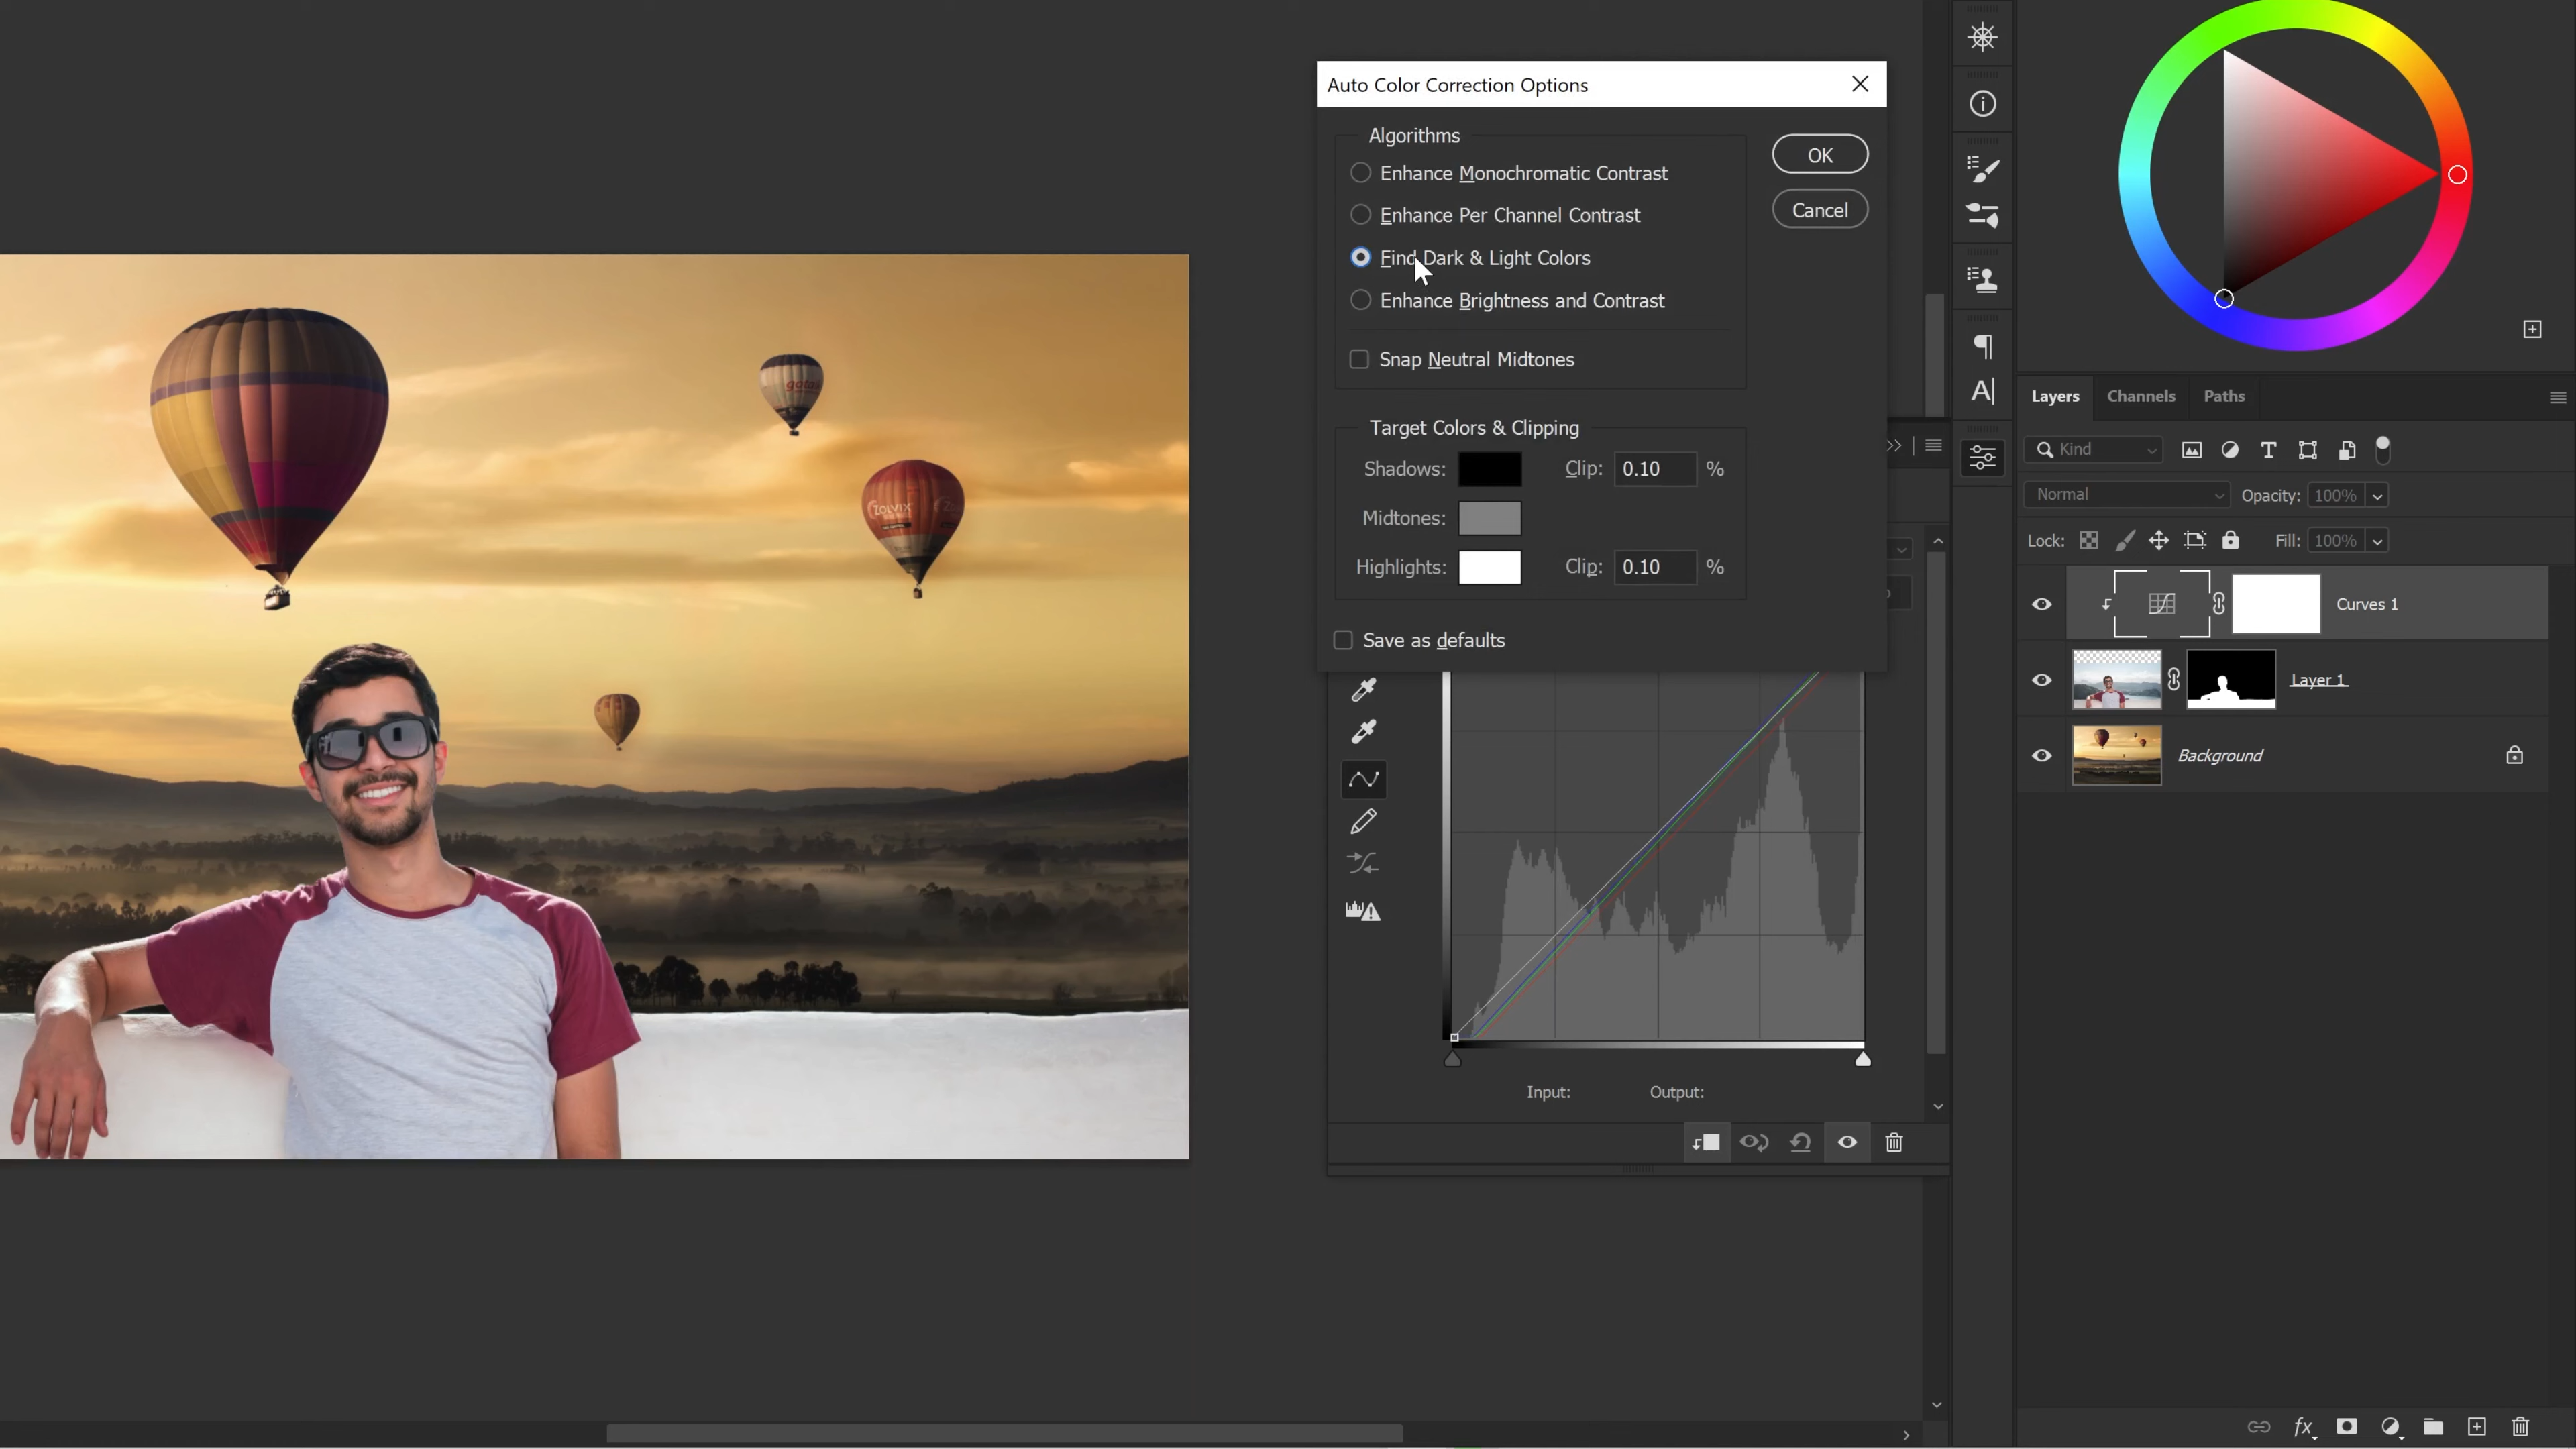 Auto Color Correction Options
Algorithms
Enhance Monochromatic Contrast
Enhance Per Channel Contrast
Find Dark & Light Colors
Enhance Brightness and Contrast
Snap Neutral Midtones
OK
Cancel
Target Colors & Clipping
Shadows: Clip: 0.10 %
Midtones:
Highlights: Clip: 0.10 %
Save as defaults
Input: Output:
Layers Channels Paths
Kind
Normal Opacity: 100%
Lock: Fill: 100%
Curves 1
Layer 1
Background
ZOLVIX